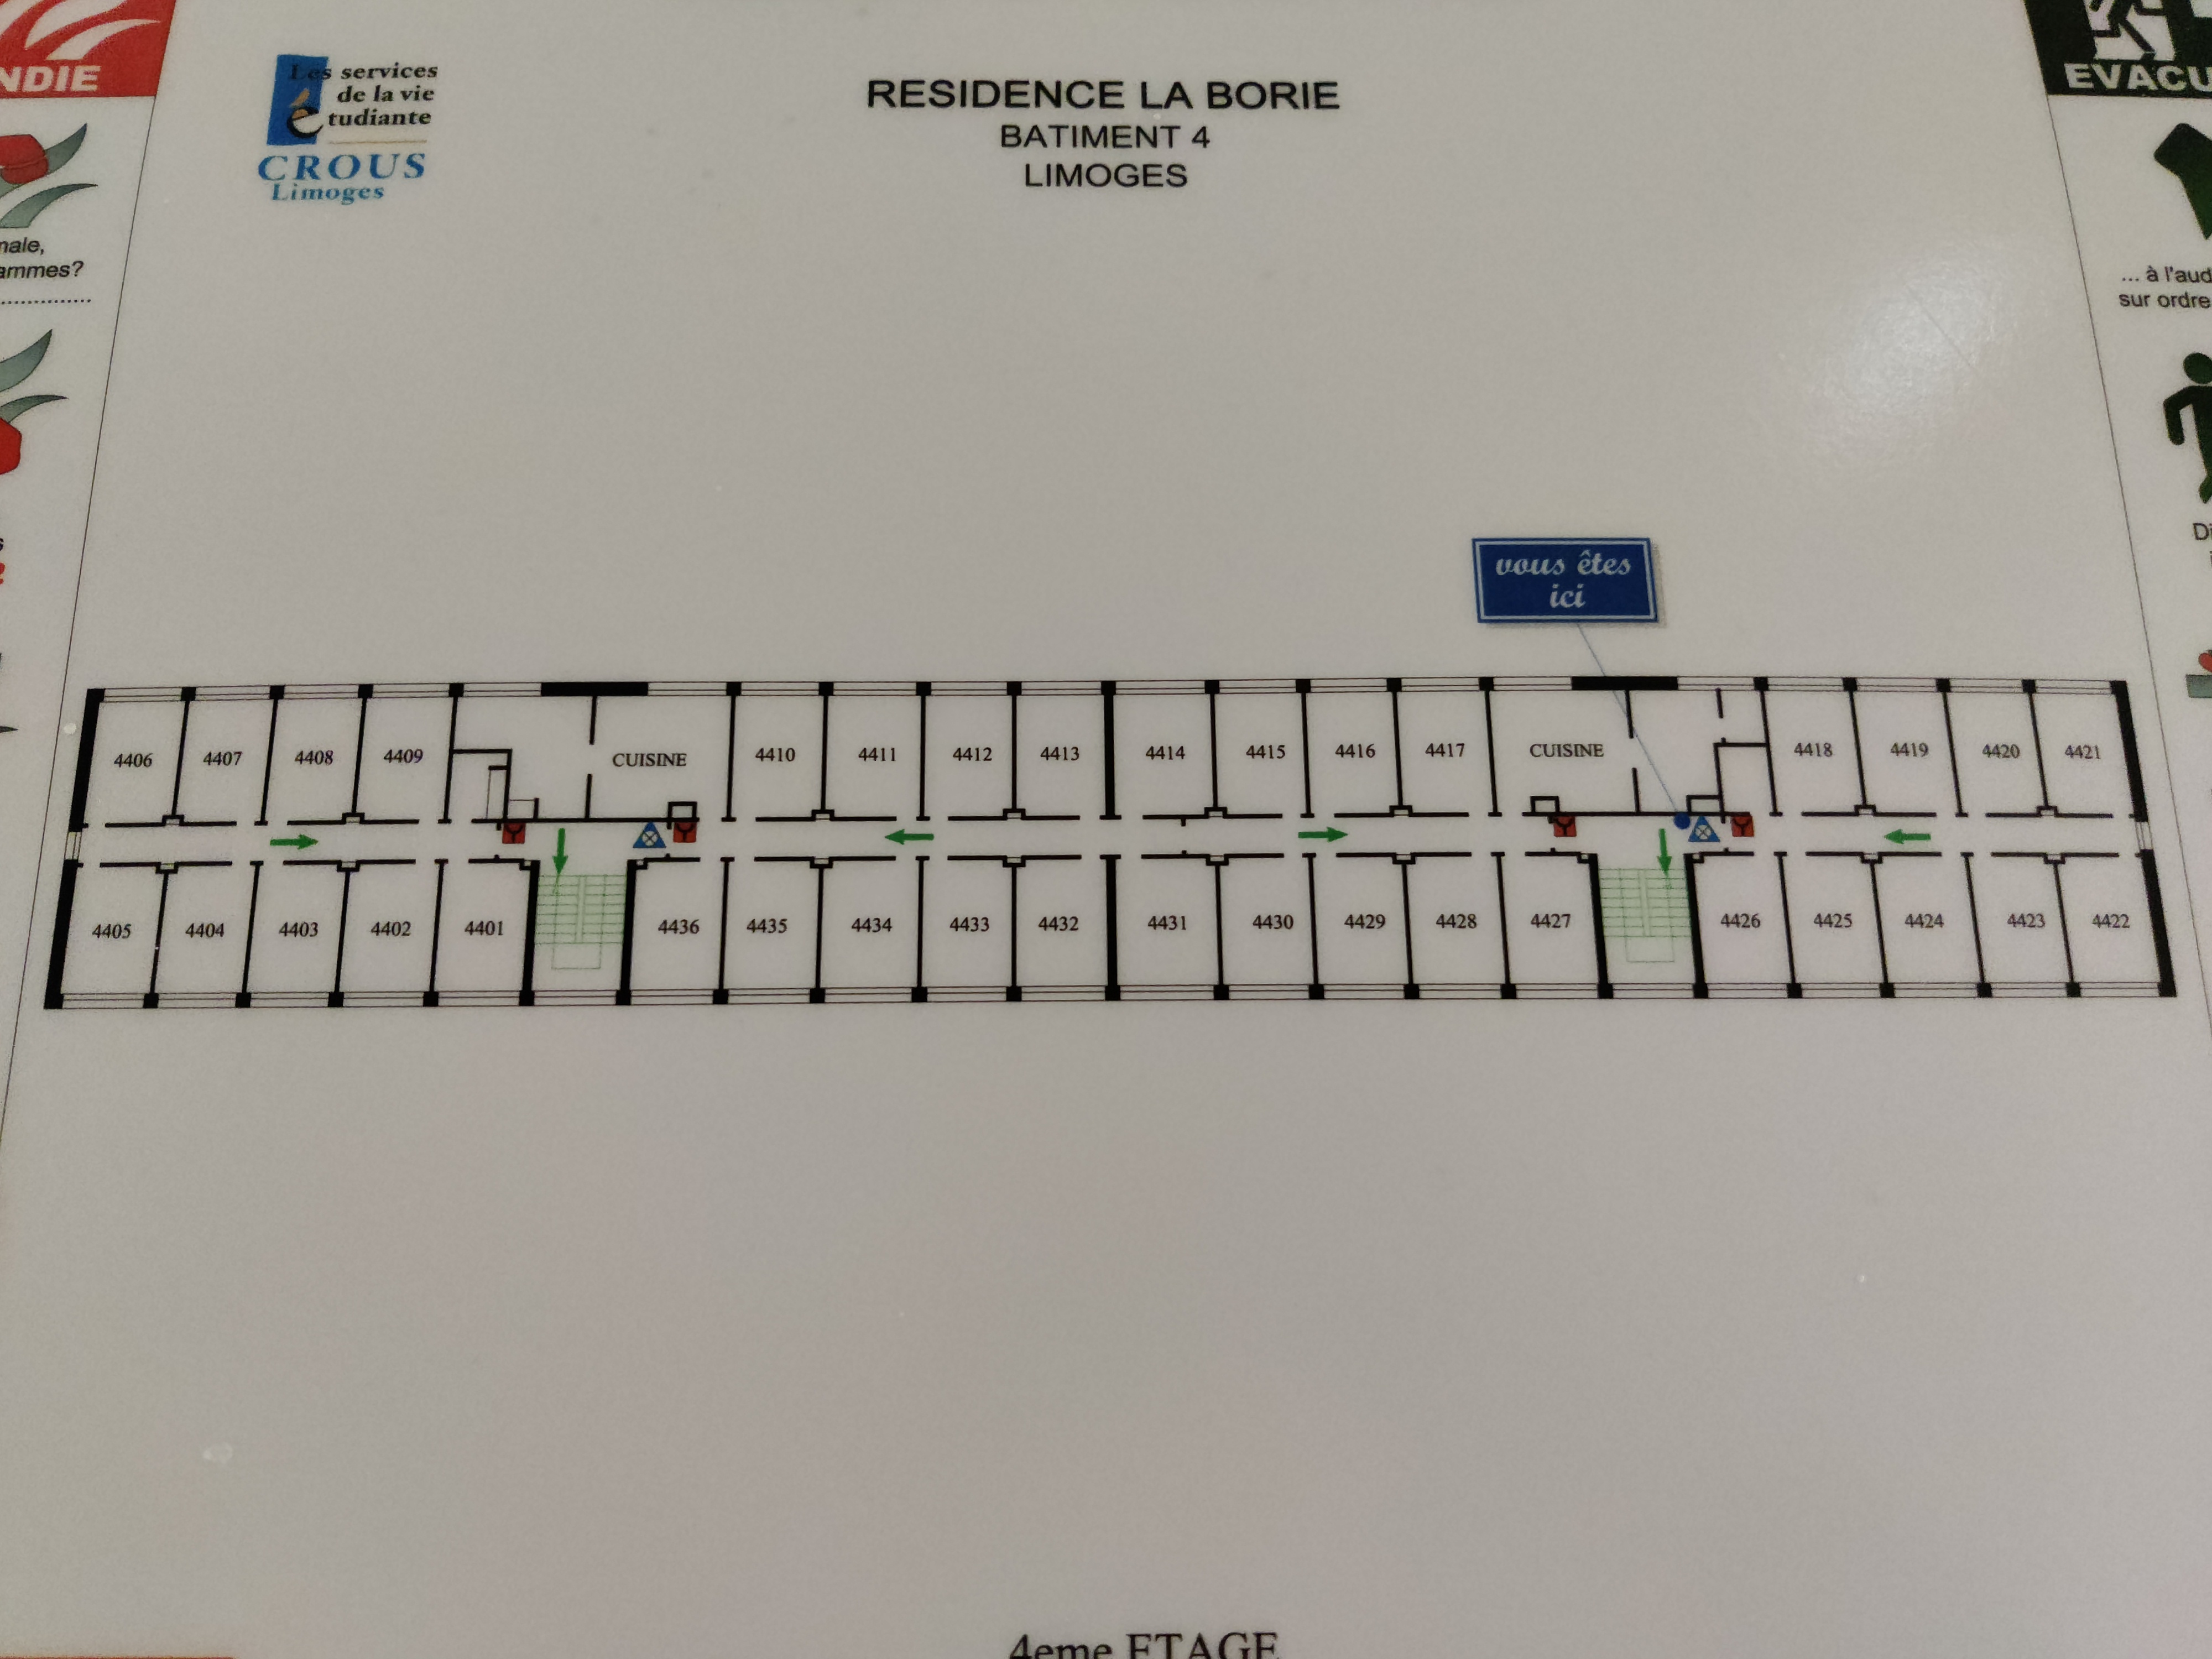 NDIE
Les services
de la vie
étudiante
CROUS
Limoges
RESIDENCE LA BORIE
BATIMENT 4
LIMOGES
EVACU
male,
ammes?
... à l'aud
sur ordre
vous êtes
ici
4406 4407 4408 4409 CUISINE 4410 4411 4412 4413 4414 4415 4416 4417 CUISINE 4418 4419 4420 4421
4405 4404 4403 4402 4401 4436 4435 4434 4433 4432 4431 4430 4429 4428 4427 4426 4425 4424 4423 4422
4eme ETAGE